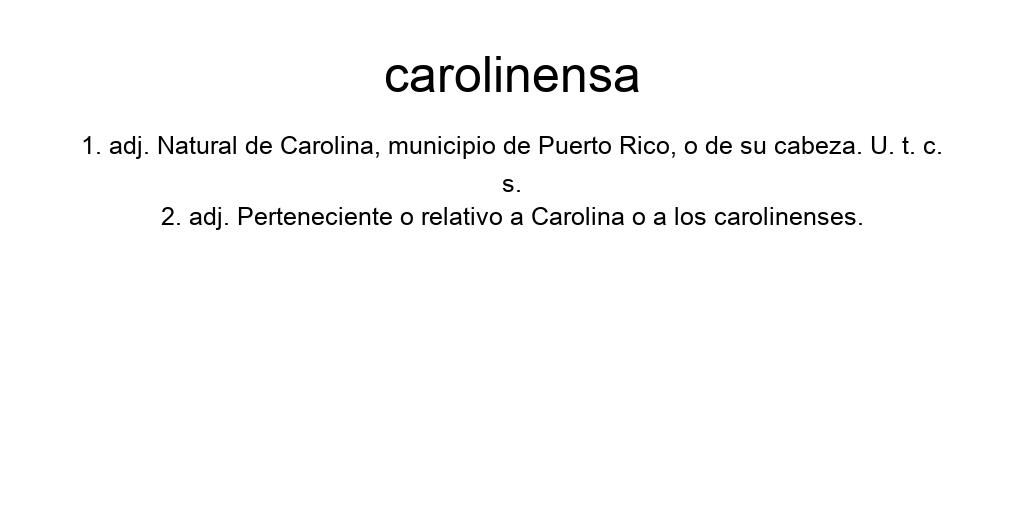 carolinensa
1. adj. Natural de Carolina, municipio de Puerto Rico, o de su cabeza. U. t. c.
s.
2. adj. Perteneciente o relativo a Carolina o a los carolinenses.